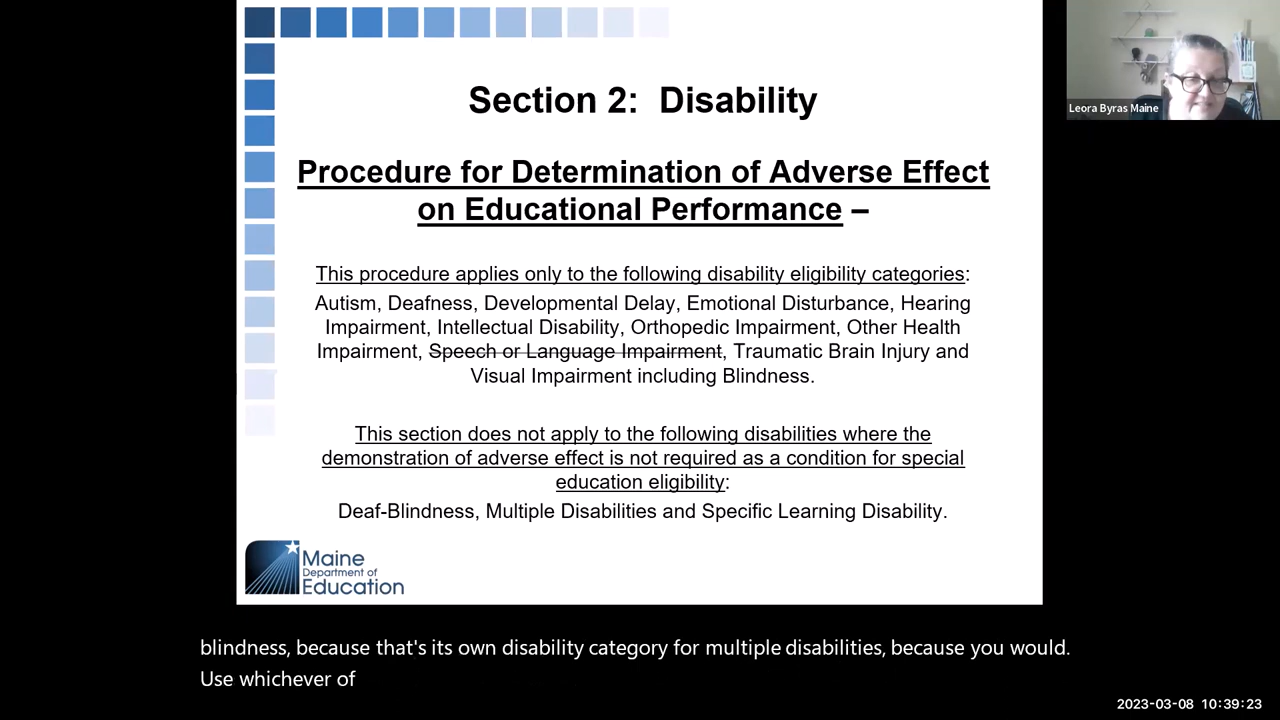 Section 2:  Disability
Procedure for Determination of Adverse Effect
on Educational Performance –
This procedure applies only to the following disability eligibility categories:
Autism, Deafness, Developmental Delay, Emotional Disturbance, Hearing
Impairment, Intellectual Disability, Orthopedic Impairment, Other Health
Impairment, Speech or Language Impairment, Traumatic Brain Injury and
Visual Impairment including Blindness.
This section does not apply to the following disabilities where the
demonstration of adverse effect is not required as a condition for special
education eligibility:
Deaf-Blindness, Multiple Disabilities and Specific Learning Disability.
Maine
Department of
Education
Leora Byras Maine
blindness, because that's its own disability category for multiple disabilities, because you would.
Use whichever of
2023-03-08 10:39:23